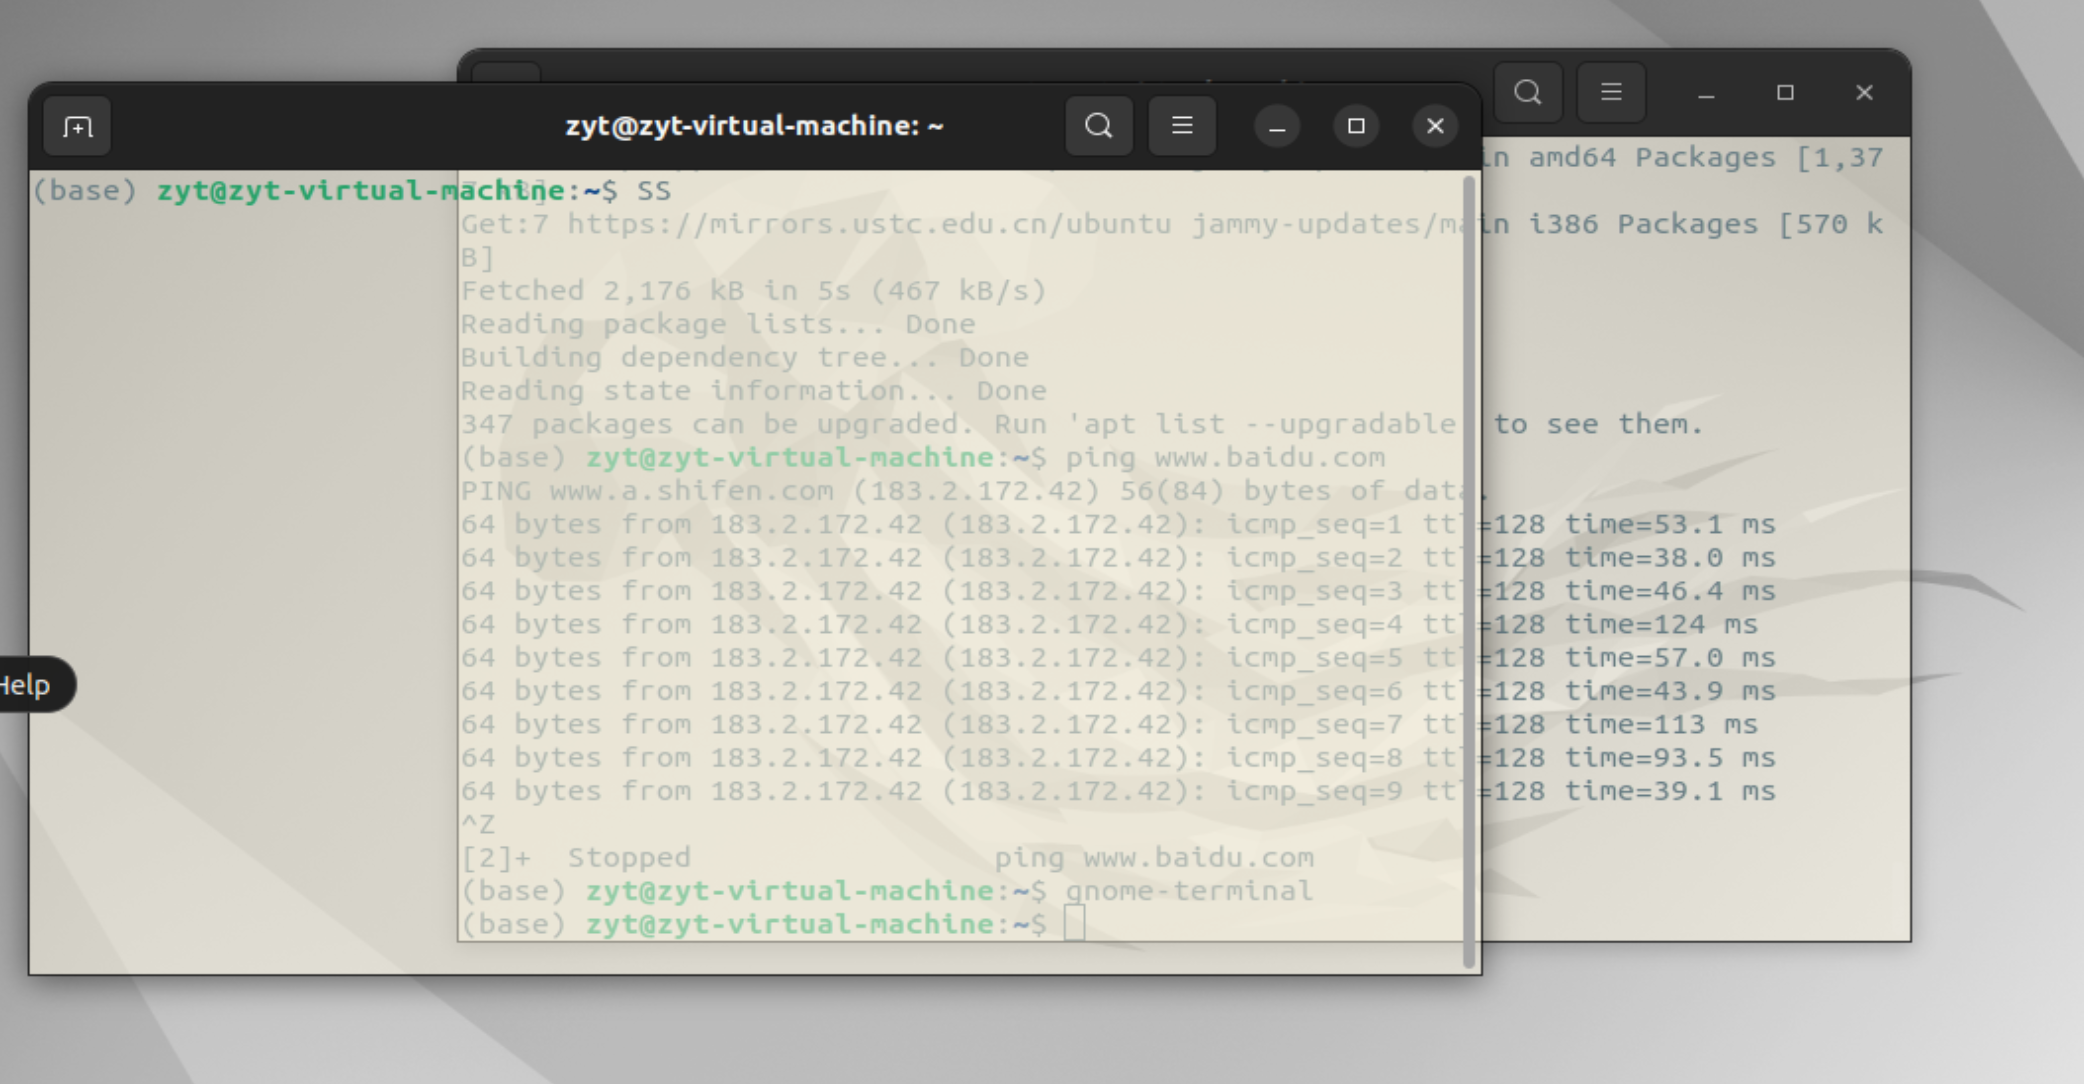 zyt@zyt-virtual-machine: ~
(base) zyt@zyt-virtual-machine:~$ SS
in amd64 Packages [1,37
Get:7 https://mirrors.ustc.edu.cn/ubuntu jammy-updates/main i386 Packages [570 k
B]
Fetched 2,176 kB in 5s (467 kB/s)
Reading package lists... Done
Building dependency tree... Done
Reading state information... Done
347 packages can be upgraded. Run 'apt list --upgradable to see them.
(base) zyt@zyt-virtual-machine:~$ ping www.baidu.com
PING www.a.shifen.com (183.2.172.42) 56(84) bytes of data.
64 bytes from 183.2.172.42 (183.2.172.42): icmp_seq=1 ttl=128 time=53.1 ms
64 bytes from 183.2.172.42 (183.2.172.42): icmp_seq=2 ttl=128 time=38.0 ms
64 bytes from 183.2.172.42 (183.2.172.42): icmp_seq=3 ttl=128 time=46.4 ms
64 bytes from 183.2.172.42 (183.2.172.42): icmp_seq=4 ttl=128 time=124 ms
64 bytes from 183.2.172.42 (183.2.172.42): icmp_seq=5 ttl=128 time=57.0 ms
64 bytes from 183.2.172.42 (183.2.172.42): icmp_seq=6 ttl=128 time=43.9 ms
64 bytes from 183.2.172.42 (183.2.172.42): icmp_seq=7 ttl=128 time=113 ms
64 bytes from 183.2.172.42 (183.2.172.42): icmp_seq=8 ttl=128 time=93.5 ms
64 bytes from 183.2.172.42 (183.2.172.42): icmp_seq=9 ttl=128 time=39.1 ms
^Z
[2]+  Stopped                 ping www.baidu.com
(base) zyt@zyt-virtual-machine:~$ gnome-terminal
(base) zyt@zyt-virtual-machine:~$
Help